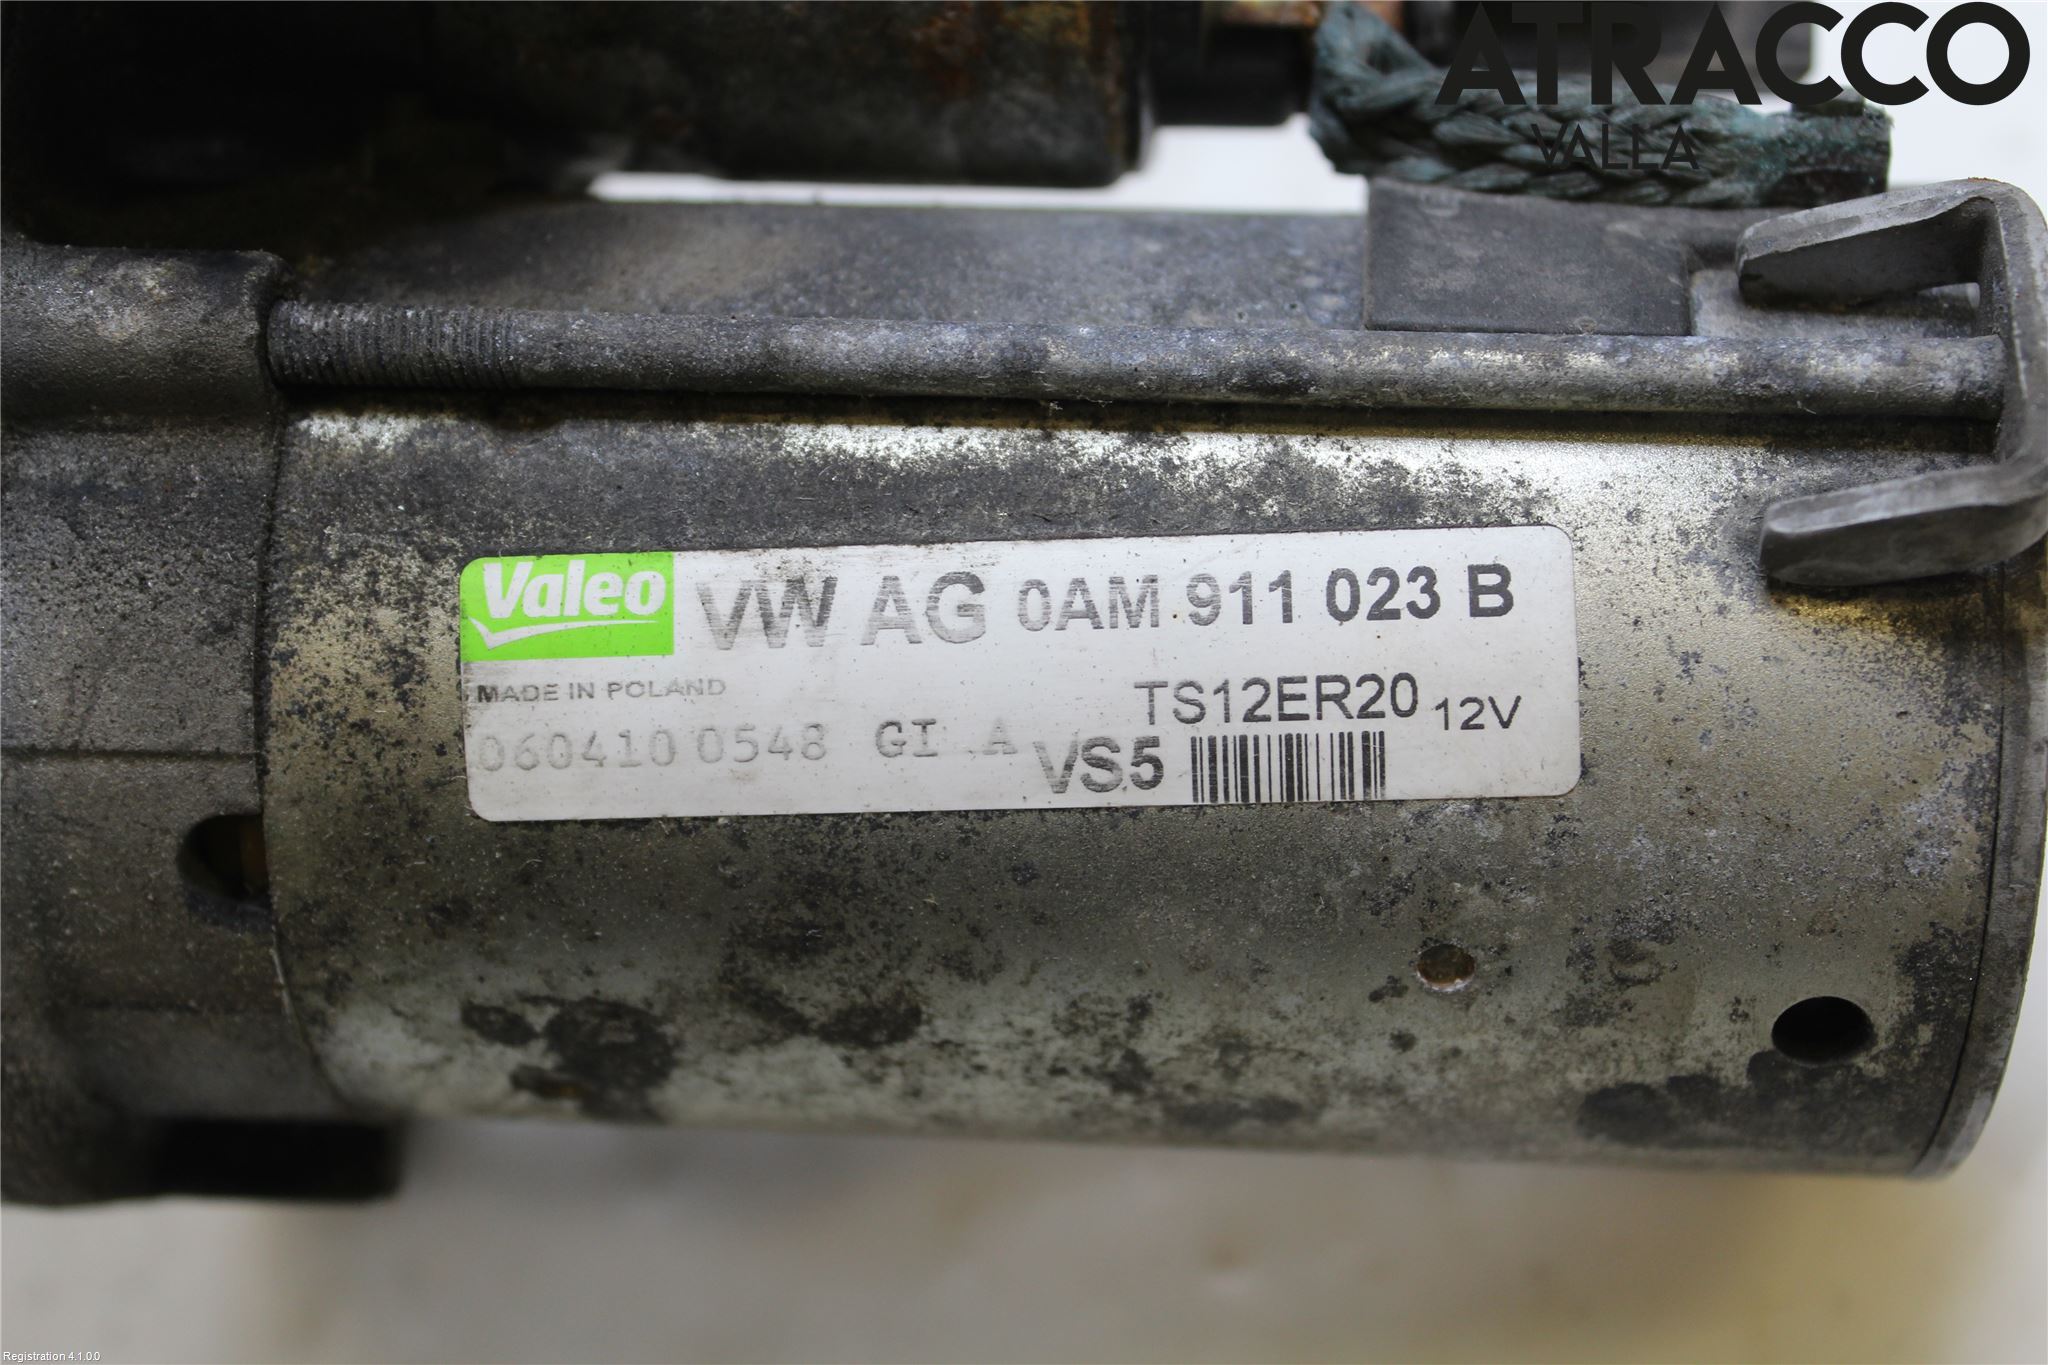 ATRACCO
VALLA
Valeo VW AG 0AM 911 023 B
MADE IN POLAND TS12ER20 12V
060410 0548 GI A VS5
Registration 4.1.0.0